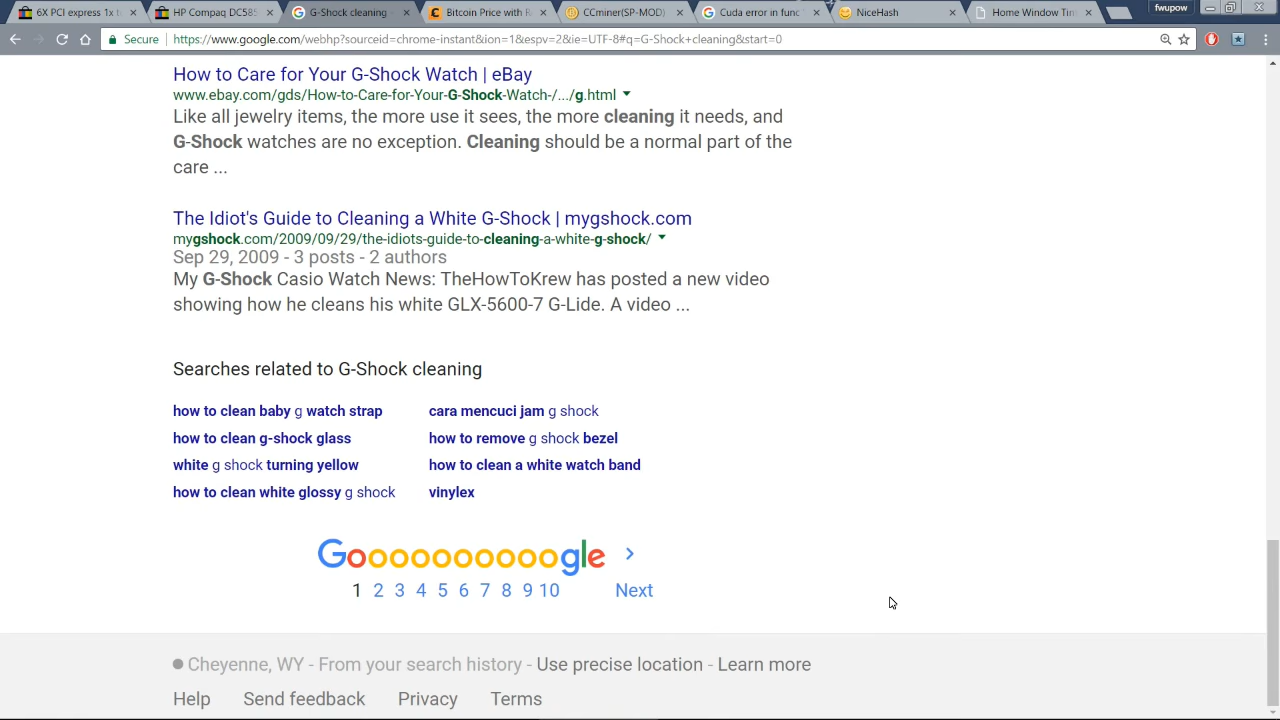 6X PCI express 1x t
HP Compaq DC585
G-Shock cleaning
Bitcoin Price with R
CCminer(SP-MOD)
Cuda error in func
NiceHash
Home Window Tin
fwupow
Secure
https://www.google.com/webhp?sourceid=chrome-instant&ion=1&espv=2&ie=UTF-8#q=G-Shock+cleaning&start=0
How to Care for Your G-Shock Watch | eBay
www.ebay.com/gds/How-to-Care-for-Your-G-Shock-Watch-/.../g.html
Like all jewelry items, the more use it sees, the more cleaning it needs, and
G-Shock watches are no exception. Cleaning should be a normal part of the
care ...
The Idiot's Guide to Cleaning a White G-Shock | mygshock.com
mygshock.com/2009/09/29/the-idiots-guide-to-cleaning-a-white-g-shock/
Sep 29, 2009 - 3 posts - 2 authors
My G-Shock Casio Watch News: TheHowToKrew has posted a new video
showing how he cleans his white GLX-5600-7 G-Lide. A video ...
Searches related to G-Shock cleaning
how to clean baby g watch strap
cara mencuci jam g shock
how to clean g-shock glass
how to remove g shock bezel
white g shock turning yellow
how to clean a white watch band
how to clean white glossy g shock
vinylex
Goooooooooogle >
1 2 3 4 5 6 7 8 9 10 Next
Cheyenne, WY - From your search history - Use precise location - Learn more
Help Send feedback Privacy Terms